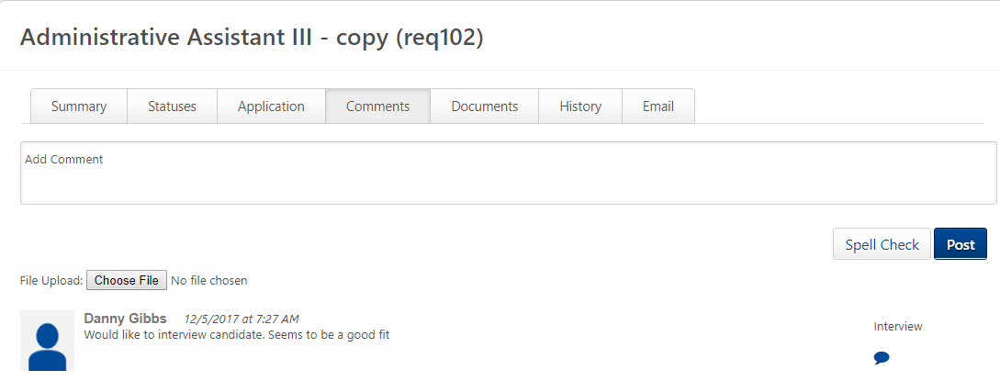 Administrative Assistant III - copy (req102)
Summary Statuses Application Comments Documents History Email
Add Comment
Spell Check Post
File Upload: Choose File No file chosen
Danny Gibbs 12/5/2017 at 7:27 AM
Would like to interview candidate. Seems to be a good fit
Interview